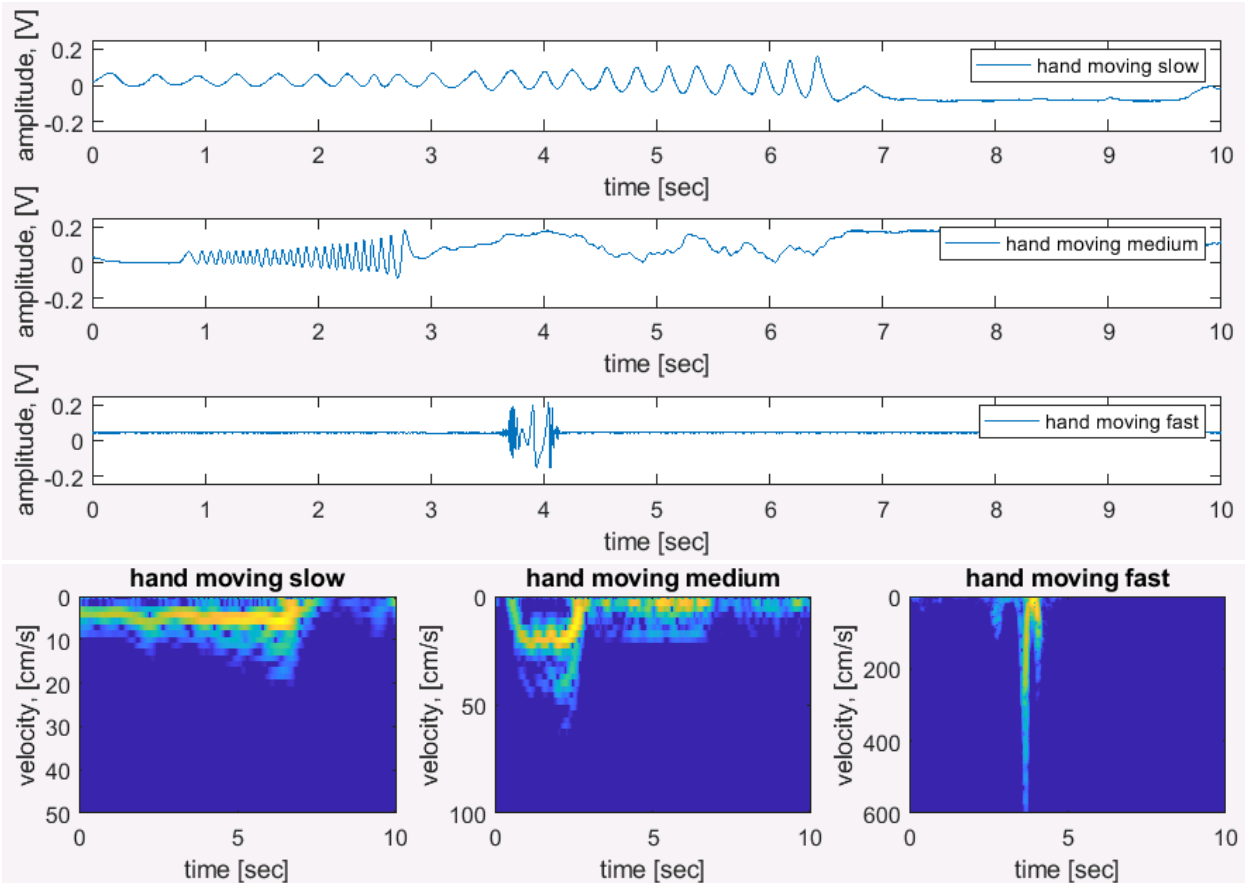 amplitude, [V]
0.2
0
-0.2
hand moving slow
0 1 2 3 4 5 6 7 8 9 10
time [sec]
amplitude, [V]
0.2
0
-0.2
hand moving medium
0 1 2 3 4 5 6 7 8 9 10
time [sec]
amplitude, [V]
0.2
0
-0.2
hand moving fast
0 1 2 3 4 5 6 7 8 9 10
time [sec]
hand moving slow
velocity, [cm/s]
0
10
20
30
40
50
0 5 10
time [sec]
hand moving medium
velocity, [cm/s]
0
50
100
0 5 10
time [sec]
hand moving fast
velocity, [cm/s]
0
200
400
600
0 5 10
time [sec]